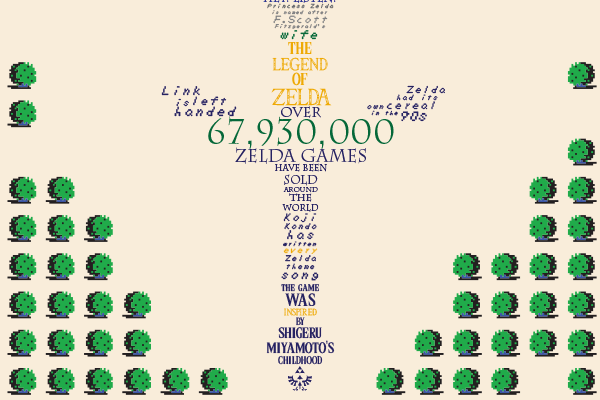 Princess Zelda
is named after
F.Scott
Fitzgerald's
wife
THE
LEGEND
OF
ZELDA
Link
is left
handed
Zelda
had its
own cereal
in the 90s
OVER
67,930,000
ZELDA GAMES
HAVE BEEN
SOLD
AROUND
THE
WORLD
Koji
Kondo
has
written
every
Zelda
theme
song
THE GAME
WAS
INSPIRED
BY
SHIGERU
MIYAMOTO'S
CHILDHOOD